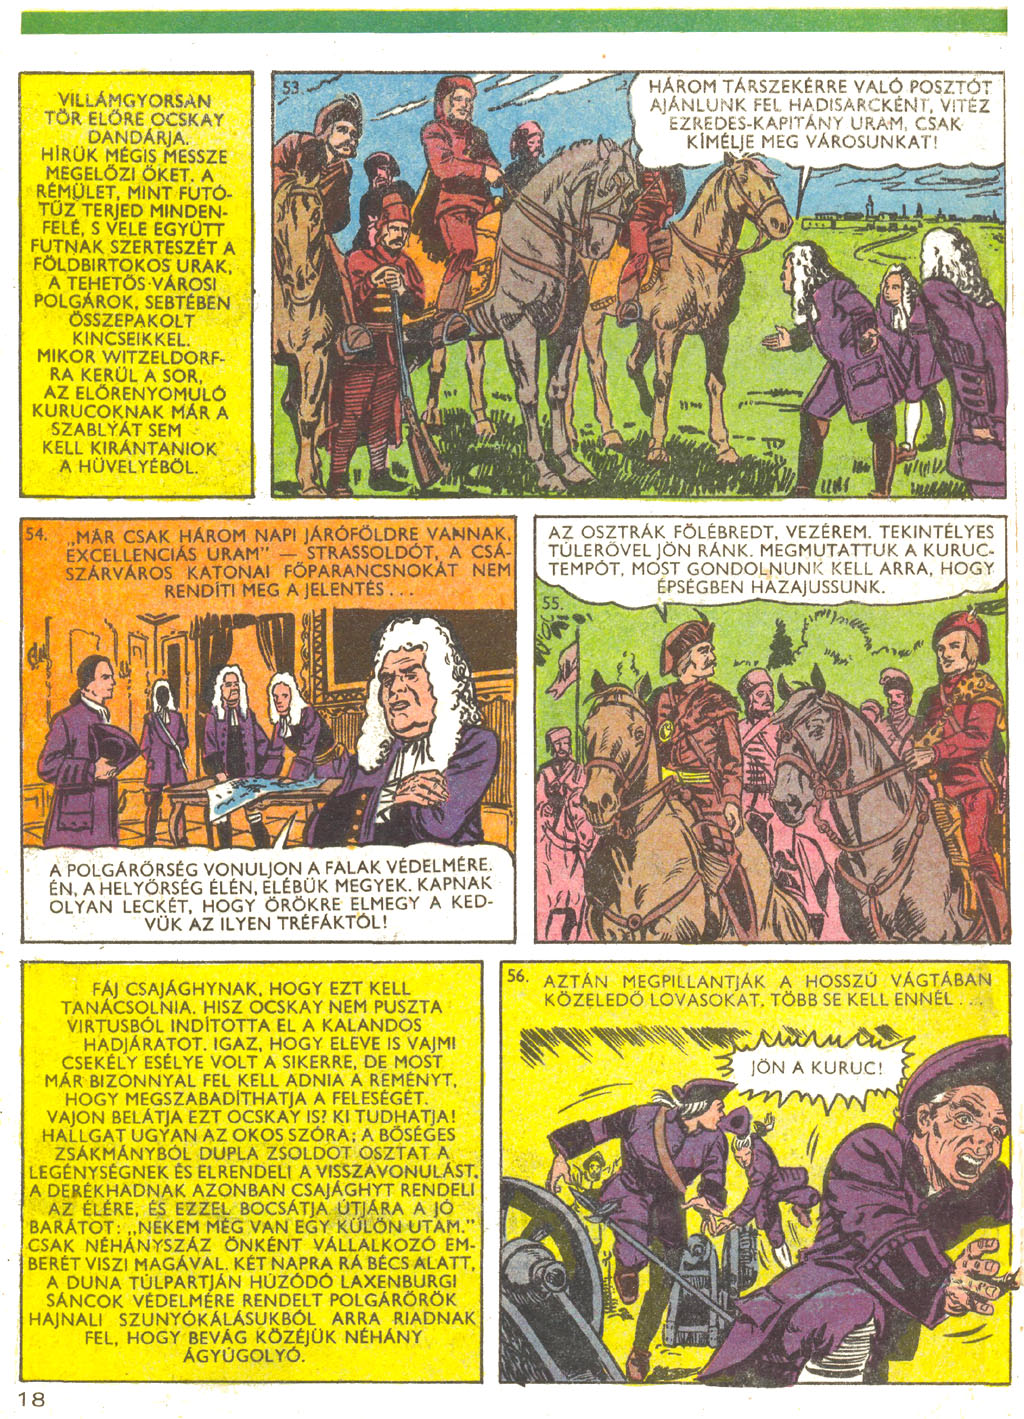 VILLÁMGYORSAN
TÖR ELŐRE OCSKAY
DANDÁRJA.
HÍRÜK MÉGIS MESSZE
MEGELŐZI ŐKET. A
RÉMÜLET, MINT FUTÓ-
TŰZ TERJED MINDEN-
FELÉ, S VELE EGYÜTT
FUTNAK SZERTESZÉT A
FÖLDBIRTOKOS URAK,
A TEHETŐS VÁROSI
POLGÁROK, SEBTÉBEN
ÖSSZEPAKOLT
KINCSEIKKEL.
MIKOR WITZELDORF-
RA KERÜL A SOR,
AZ ELŐRENYOMULÓ
KURUCOKNAK MÁR A
SZABLYÁT SEM
KELL KIRÁNTANIOK
A HÜVELYÉBŐL.
53.
HÁROM TÁRSZEKÉRRE VALÓ POSZTÓT
AJÁNLUNK FEL HADISARCKÉNT, VITÉZ
EZREDES-KAPITÁNY URAM, CSAK
KÍMÉLJE MEG VÁROSUNKAT!
54. „MÁR CSAK HÁROM NAPI JÁRÓFÖLDRE VANNAK,
EXCELLENCIÁS URAM" — STRASSOLDÓT, A CSÁ-
SZÁRVÁROS KATONAI FŐPARANCSNOKÁT NEM
RENDÍTI MEG A JELENTÉS...
A POLGÁRŐRSÉG VONULJON A FALAK VÉDELMÉRE.
ÉN, A HELYŐRSÉG ÉLÉN, ELÉBÜK MEGYEK. KAPNAK
OLYAN LECKÉT, HOGY ÖRÖKRE ELMEGY A KED-
VÜK AZ ILYEN TRÉFÁKTÓL!
AZ OSZTRÁK FÖLÉBREDT, VEZÉREM. TEKINTÉLYES
TÚLERŐVEL JÖN RÁNK. MEGMUTATTUK A KURUC-
TEMPÓT, MOST GONDOLNUNK KELL ARRA, HOGY
ÉPSÉGBEN HAZAJUSSUNK.
55.
FÁJ CSAJÁGHYNAK, HOGY EZT KELL
TANÁCSOLNIA, HISZ OCSKAY NEM PUSZTA
VIRTUSBÓL INDÍTOTTA EL A KALANDOS
HADJÁRATOT. IGAZ, HOGY ELEVE IS VAJMI
CSEKÉLY ESÉLYE VOLT A SIKERRE, DE MOST
MÁR BIZONNYAL FEL KELL ADNIA A REMÉNYT,
HOGY MEGSZABADÍTHATJA A FELESÉGÉT.
VAJON BELÁTJA EZT OCSKAY IS? KI TUDHATJA!
HALLGAT UGYAN AZ OKOS SZÓRA; A BŐSÉGES
ZSÁKMÁNYBÓL DUPLA ZSOLDOT OSZTAT A
LEGÉNYSÉGNEK ÉS ELRENDELI A VISSZAVONULÁST.
A DERÉKHADNAK AZONBAN CSAJÁGHYT RENDELI
AZ ÉLÉRE, ÉS EZZEL BOCSÁTJA ÚTJÁRA A JÓ
BARÁTOT: „NEKEM MÉG VAN EGY KÜLÖN UTAM."
CSAK NÉHÁNYSZÁZ ÖNKÉNT VÁLLALKOZÓ EM-
BERÉT VISZI MAGÁVAL. KÉT NAPRA RÁ BÉCS ALATT,
A DUNA TÚLPARTJÁN HÚZÓDÓ LAXENBURGI
SÁNCOK VÉDELMÉRE RENDELT POLGÁRŐRÖK
HAJNALI SZUNYÓKÁLÁSUKBÓL ARRA RIADNAK
FEL, HOGY BEVÁG KÖZÉJÜK NÉHÁNY
ÁGYÚGOLYÓ.
56. AZTÁN MEGPILLANTJÁK A HOSSZÚ VÁGTÁBAN
KÖZELEDŐ LOVASOKAT. TÖBB SE KELL ENNÉL...
JÖN A KURUC!
18